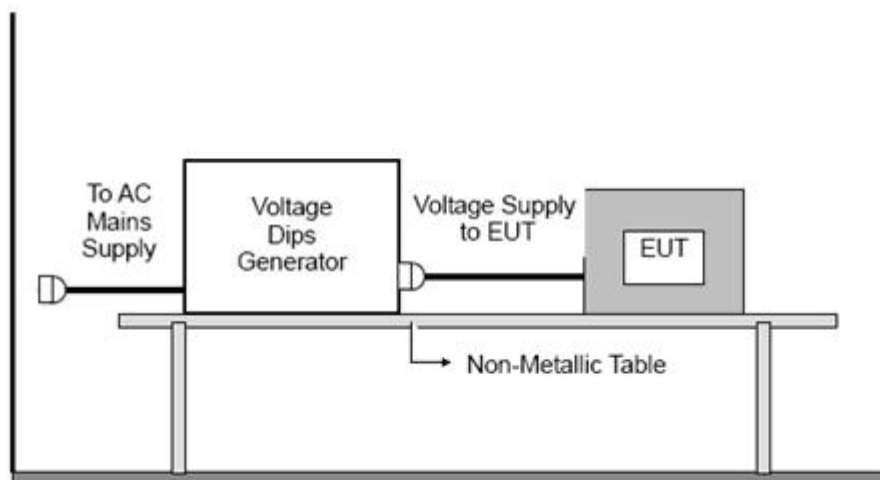 To AC
Mains
Supply
Voltage
Dips
Generator
Voltage Supply
to EUT
EUT
Non-Metallic Table